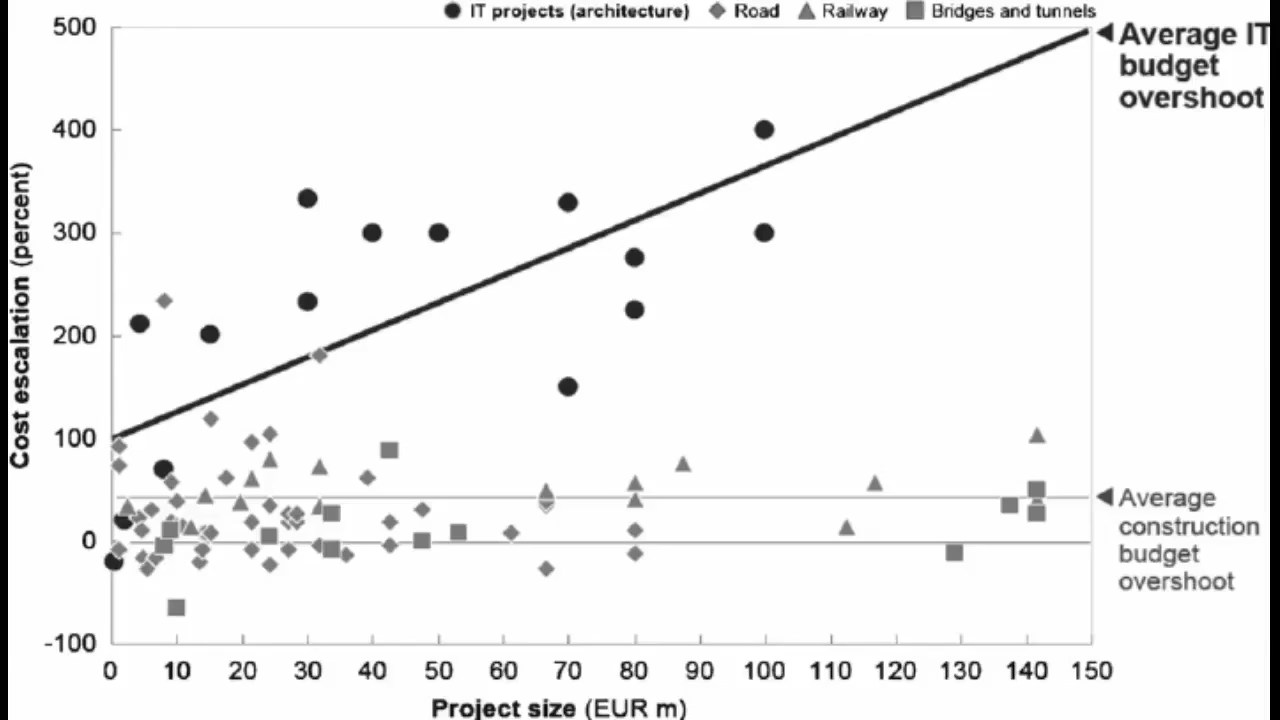 IT projects (architecture) Road Railway Bridges and tunnels
500
400
300
200
100
0
-100
Cost escalation (percent)
Average IT
budget
overshoot
Average
construction
budget
overshoot
0 10 20 30 40 50 60 70 80 90 100 110 120 130 140 150
Project size (EUR m)